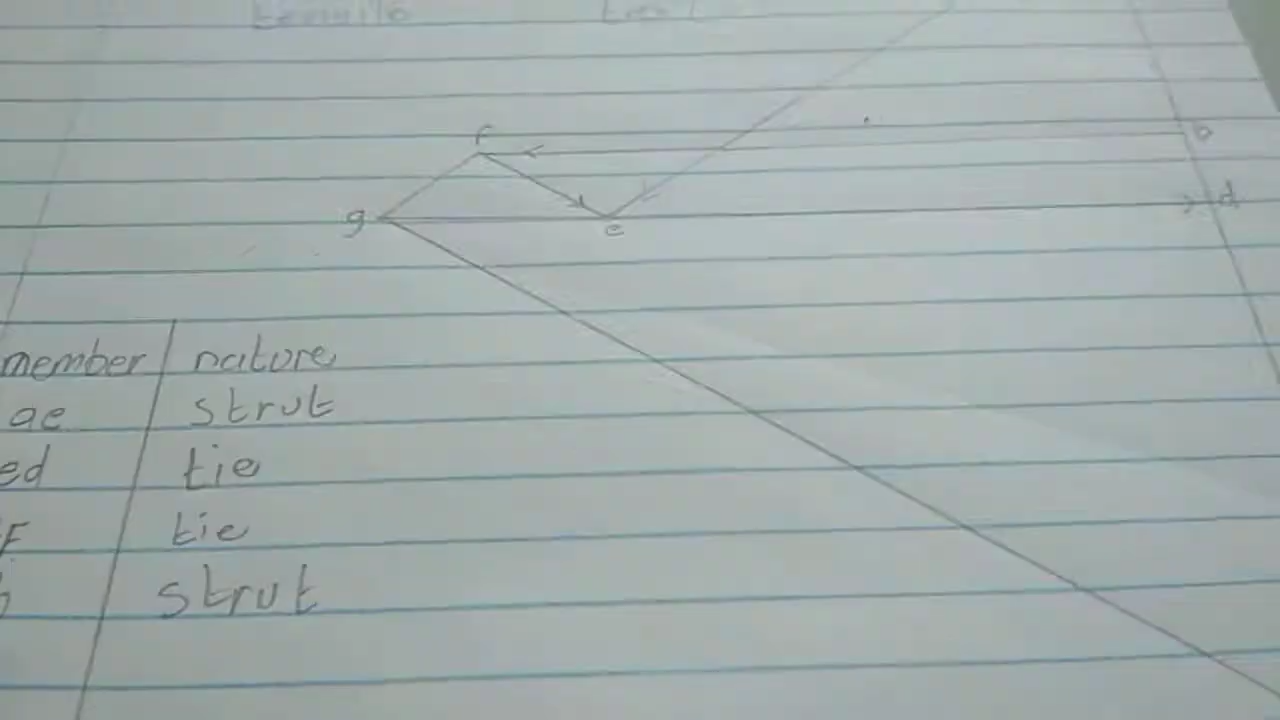 f
b
g
e
d
member nature
ae strut
ed tie
F tie
strut